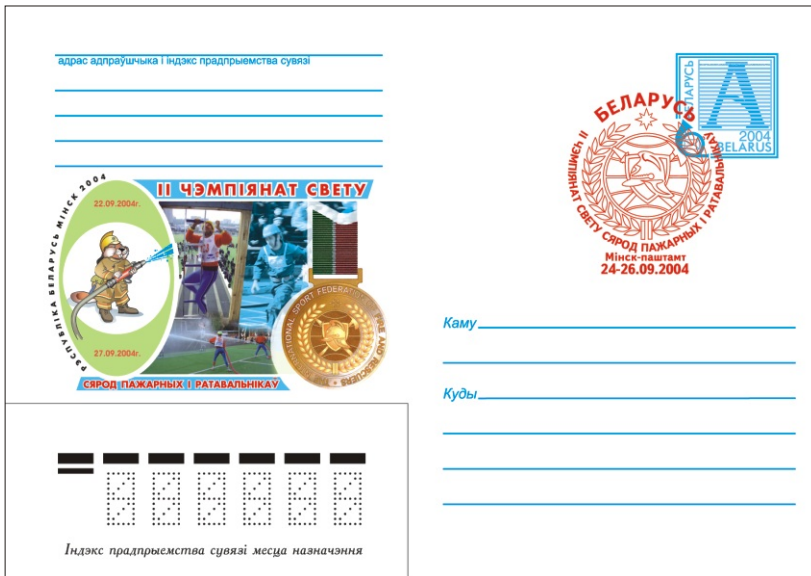 адрас адпраўшчыка і індэкс прадпрыемства сувязі
РЭСПУБЛІКА БЕЛАРУСЬ МІНСК 2004
22.09.2004г.
27.09.2004г.
II ЧЭМПІЯНАТ СВЕТУ
INTERNATIONAL SPORT FEDERATION
FIRE AND RESCUERS
СЯРОД ПАЖАРНЫХ І РАТАВАЛЬНІКАЎ
БЕЛАРУСЬ
A
2004
BELARUS
БЕЛАРУСЬ
II ЧЭМПІЯНАТ СВЕТУ СЯРОД ПАЖАРНЫХ І РАТАВАЛЬНІКАЎ
II
Мінск-паштамт
24-26.09.2004
Каму
Куды
Індэкс прадпрыемства сувязі месца назначэння